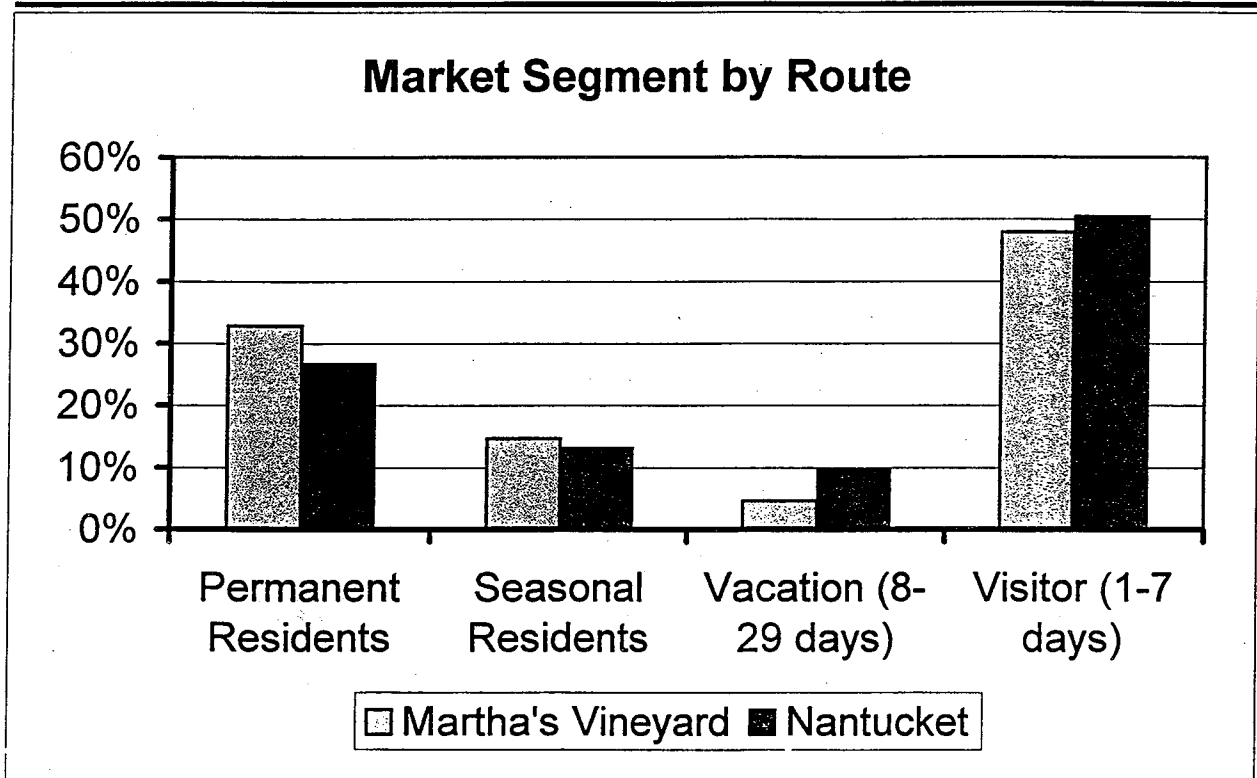 Market Segment by Route
60%
50%
40%
30%
20%
10%
0%
Permanent
Residents
Seasonal
Residents
Vacation (8-
29 days)
Visitor (1-7
days)
Martha's Vineyard
Nantucket